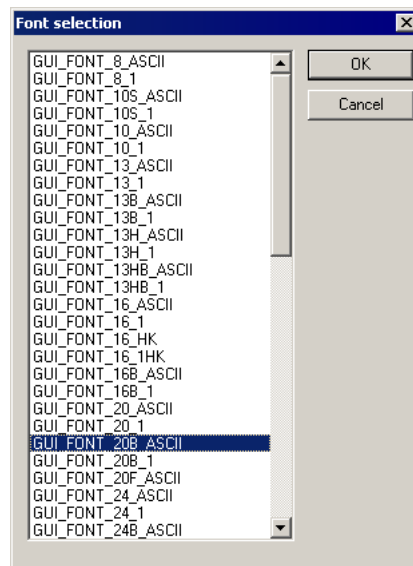 Font selection
GUI_FONT_8_ASCII
GUI_FONT_8_1
GUI_FONT_10S_ASCII
GUI_FONT_10S_1
GUI_FONT_10_ASCII
GUI_FONT_10_1
GUI_FONT_13_ASCII
GUI_FONT_13_1
GUI_FONT_13B_ASCII
GUI_FONT_13B_1
GUI_FONT_13H_ASCII
GUI_FONT_13H_1
GUI_FONT_13HB_ASCII
GUI_FONT_13HB_1
GUI_FONT_16_ASCII
GUI_FONT_16_1
GUI_FONT_16_HK
GUI_FONT_16_1HK
GUI_FONT_16B_ASCII
GUI_FONT_16B_1
GUI_FONT_20_ASCII
GUI_FONT_20_1
GUI_FONT_20B_ASCII
GUI_FONT_20B_1
GUI_FONT_20F_ASCII
GUI_FONT_24_ASCII
GUI_FONT_24_1
GUI_FONT_24B_ASCII
OK
Cancel